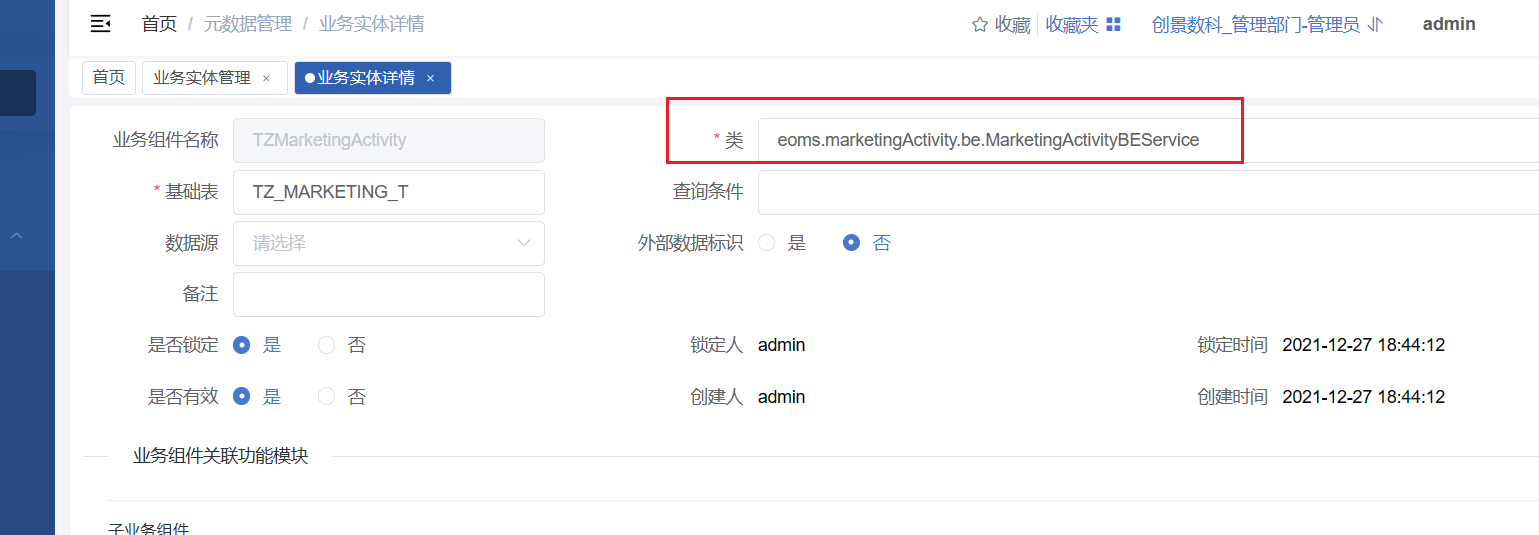 首页 / 元数据管理 / 业务实体详情 收藏 收藏夹 创景数科_管理部门-管理员 admin
首页 业务实体管理 × 业务实体详情 ×
业务组件名称 TZMarketingActivity * 类 eoms.marketingActivity.be.MarketingActivityBEService
* 基础表 TZ_MARKETING_T 查询条件
数据源 请选择 外部数据标识 是 否
备注
是否锁定 是 否 锁定人 admin 锁定时间 2021-12-27 18:44:12
是否有效 是 否 创建人 admin 创建时间 2021-12-27 18:44:12
业务组件关联功能模块
子业务组件